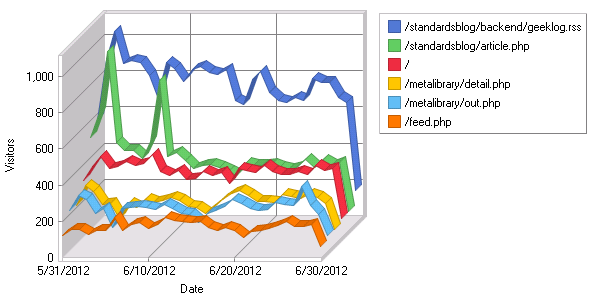 /standardsblog/backend/geeklog.rss
/standardsblog/article.php
/
/metalibrary/detail.php
/metalibrary/out.php
/feed.php
Visitors
1,000
800
600
400
200
0
5/31/2012 6/10/2012 6/20/2012 6/30/2012
Date